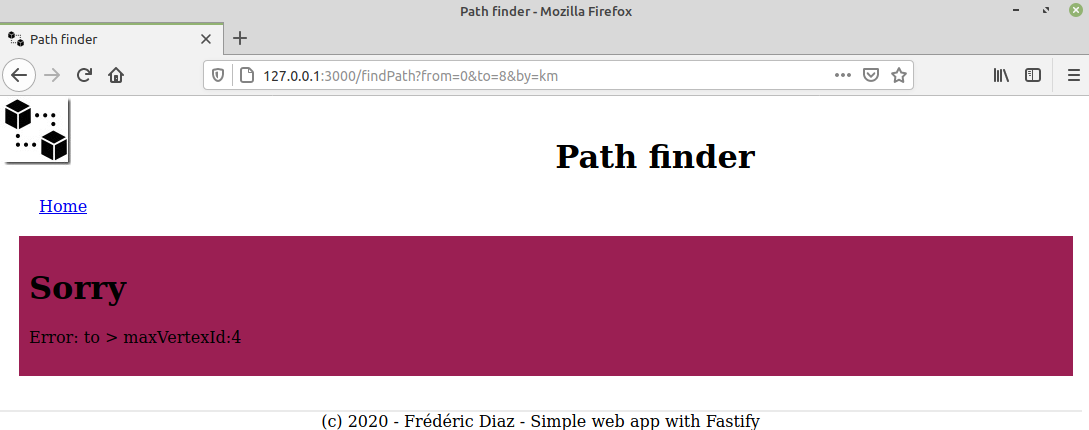 Path finder - Mozilla Firefox
Path finder
127.0.0.1:3000/findPath?from=0&to=8&by=km
Path finder
Home
Sorry
Error: to > maxVertexId:4
(c) 2020 - Frédéric Diaz - Simple web app with Fastify